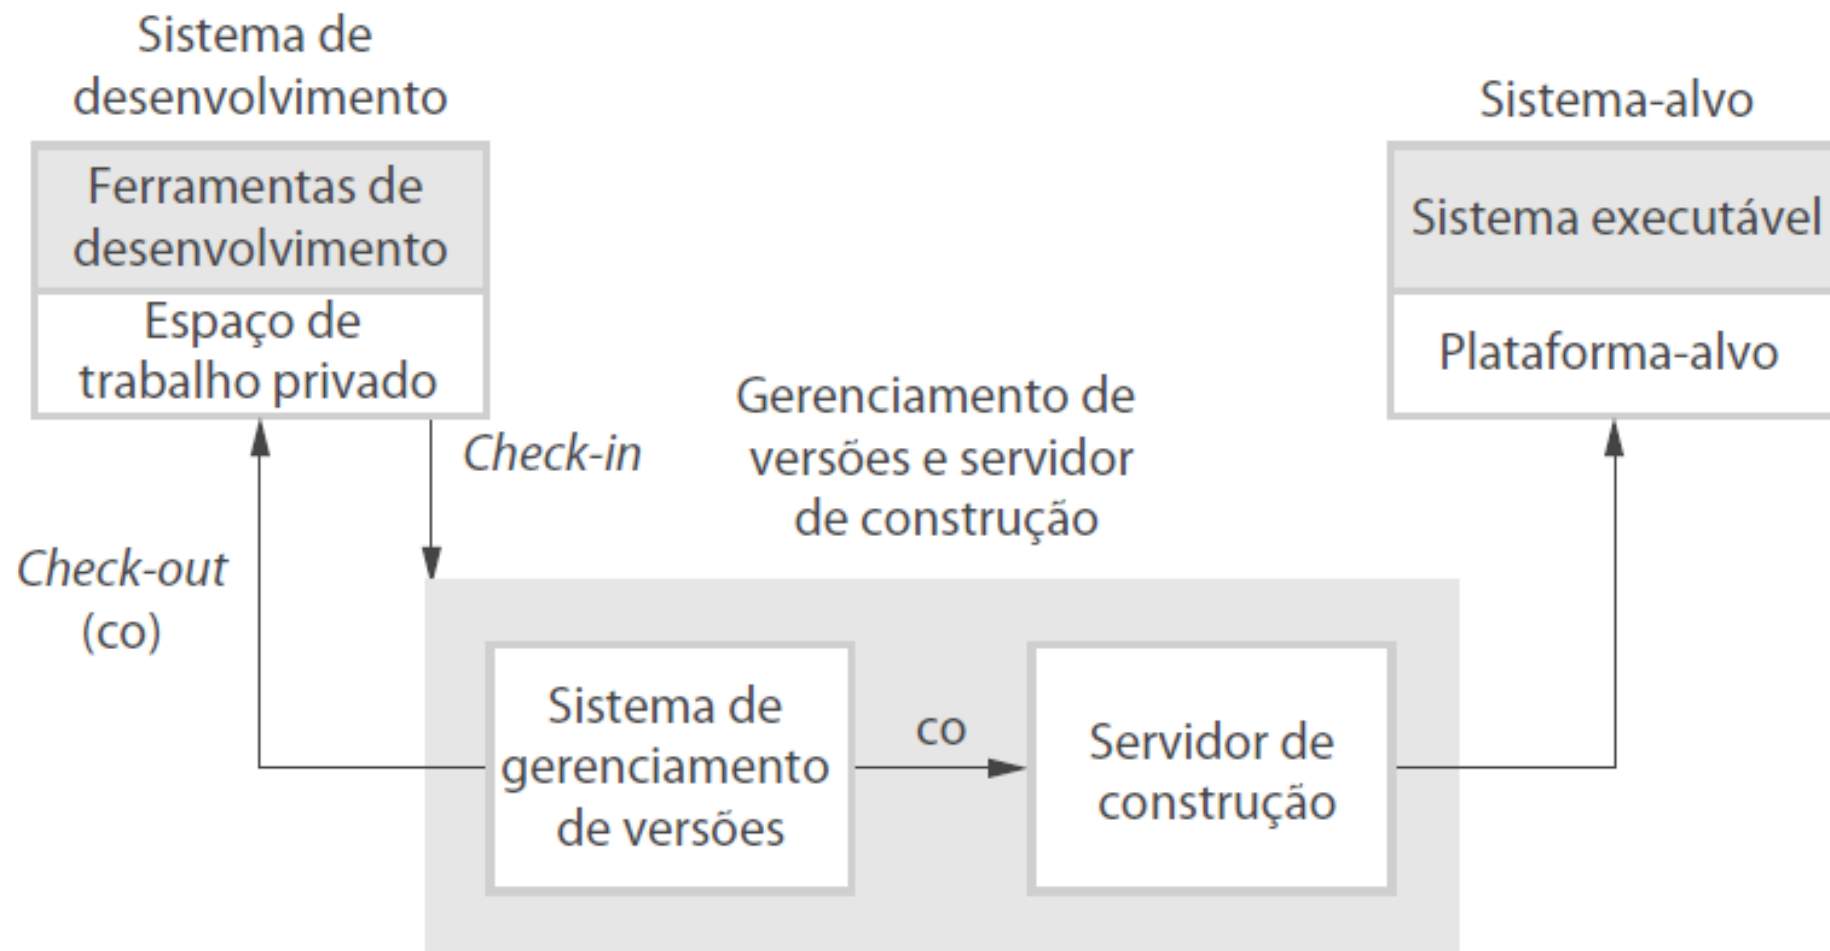 Sistema de
desenvolvimento
Ferramentas de
desenvolvimento
Espaço de
trabalho privado
Check-in
Check-out
(co)
Gerenciamento de
versões e servidor
de construção
Sistema de
gerenciamento
de versões
co
Servidor de
construção
Sistema-alvo
Sistema executável
Plataforma-alvo